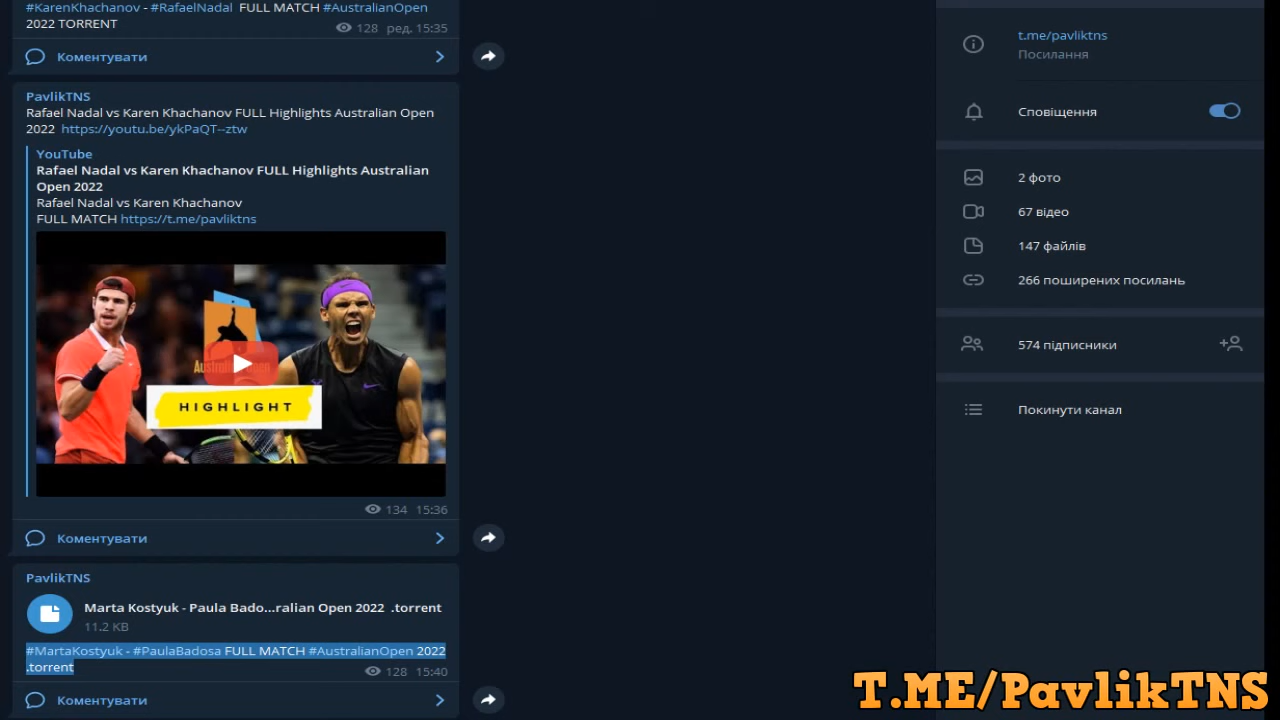 #KarenKhachanov - #RafaelNadal FULL MATCH #AustralianOpen
2022 TORRENT
128 ред. 15:35
Коментувати
PavlikTNS
Rafael Nadal vs Karen Khachanov FULL Highlights Australian Open
2022 https://youtu.be/ykPaQT--ztw
YouTube
Rafael Nadal vs Karen Khachanov FULL Highlights Australian
Open 2022
Rafael Nadal vs Karen Khachanov
FULL MATCH https://t.me/pavliktns
HIGHLIGHT
134 15:36
Коментувати
PavlikTNS
Marta Kostyuk - Paula Bado...ralian Open 2022 .torrent
11.2 KB
#MartaKostyuk - #PaulaBadosa FULL MATCH #AustralianOpen 2022
.torrent
128 15:40
Коментувати
t.me/pavliktns
Посилання
Сповіщення
2 фото
67 відео
147 файлів
266 поширених посилань
574 підписники
Покинути канал
T.ME/PavlikTNS